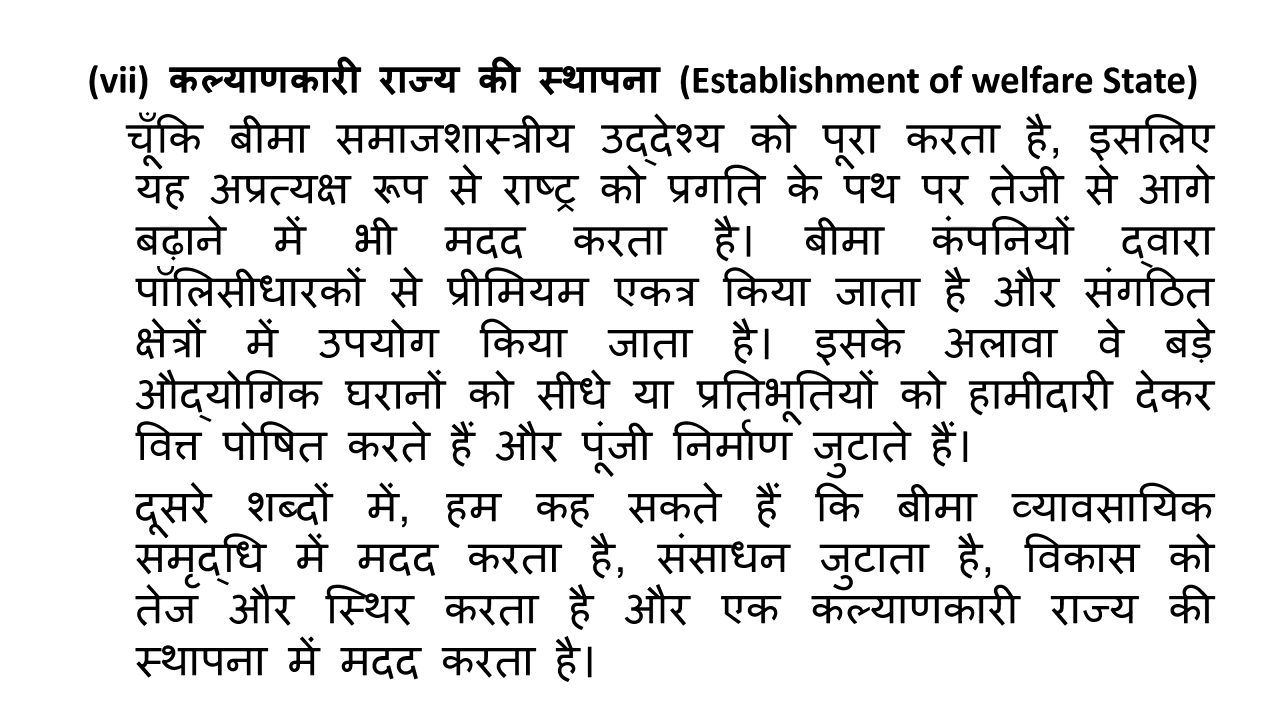 (vii) कल्याणकारी राज्य की स्थापना (Establishment of welfare State)
चूँकि बीमा समाजशास्त्रीय उद्देश्य को पूरा करता है, इसलिए
यह अप्रत्यक्ष रूप से राष्ट्र को प्रगति के पथ पर तेजी से आगे
बढ़ाने में भी मदद करता है। बीमा कंपनियों द्वारा
पॉलिसीधारकों से प्रीमियम एकत्र किया जाता है और संगठित
क्षेत्रों में उपयोग किया जाता है। इसके अलावा वे बड़े
औद्योगिक घरानों को सीधे या प्रतिभूतियों को हामीदारी देकर
वित्त पोषित करते हैं और पूंजी निर्माण जुटाते हैं।
दूसरे शब्दों में, हम कह सकते हैं कि बीमा व्यावसायिक
समृद्धि में मदद करता है, संसाधन जुटाता है, विकास को
तेज और स्थिर करता है और एक कल्याणकारी राज्य की
स्थापना में मदद करता है।